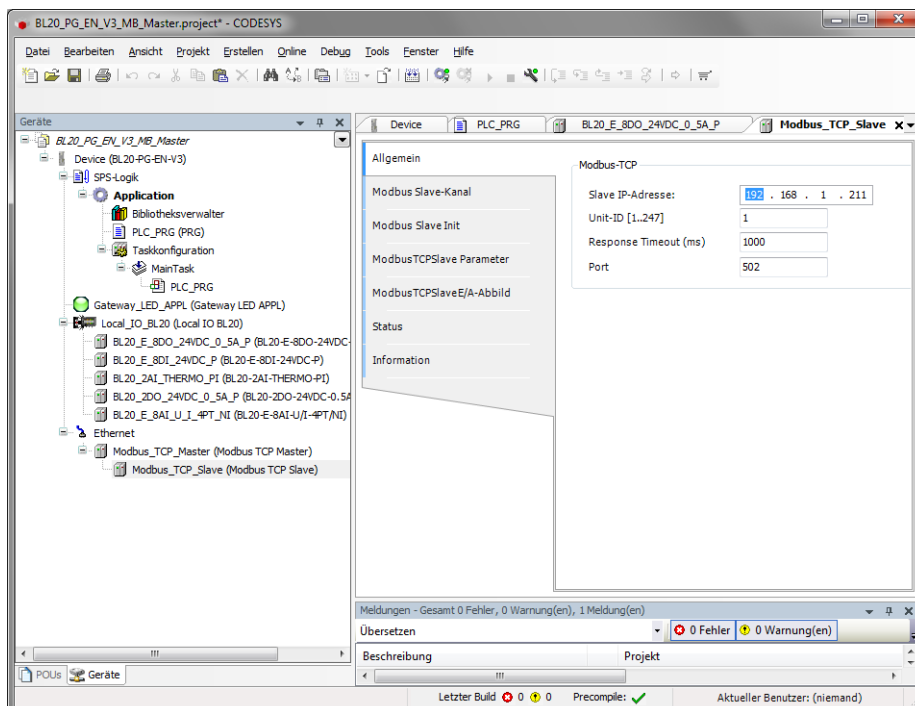 BL20_PG_EN_V3_MB_Master.project* - CODESYS
Datei Bearbeiten Ansicht Projekt Erstellen Online Debug Tools Fenster Hilfe
Geräte
BL20_PG_EN_V3_MB_Master
Device (BL20-PG-EN-V3)
SPS-Logik
Application
Bibliotheksverwalter
PLC_PRG (PRG)
Taskkonfiguration
MainTask
PLC_PRG
Gateway_LED_APPL (Gateway LED APPL)
Local_IO_BL20 (Local IO BL20)
BL20_E_8DO_24VDC_0_5A_P (BL20-E-8DO-24VDC-
BL20_E_8DI_24VDC_P (BL20-E-8DI-24VDC-P)
BL20_2AI_THERMO_PI (BL20-2AI-THERMO-PI)
BL20_2DO_24VDC_0_5A_P (BL20-2DO-24VDC-0.5A
BL20_E_8AI_U_I_4PT_NI (BL20-E-8AI-U/I-4PT/NI)
Ethernet
Modbus_TCP_Master (Modbus TCP Master)
Modbus_TCP_Slave (Modbus TCP Slave)
POUs Geräte
Device PLC_PRG BL20_E_8DO_24VDC_0_5A_P Modbus_TCP_Slave
Allgemein
Modbus Slave-Kanal
Modbus Slave Init
ModbusTCPSlave Parameter
ModbusTCPSlaveE/A-Abbild
Status
Information
Modbus-TCP
Slave IP-Adresse: 192 . 168 . 1 . 211
Unit-ID [1..247] 1
Response Timeout (ms) 1000
Port 502
Meldungen - Gesamt 0 Fehler, 0 Warnung(en), 1 Meldung(en)
Übersetzen 0 Fehler 0 Warnung(en)
Beschreibung Projekt
Letzter Build 0 0 Precompile: Aktueller Benutzer: (niemand)